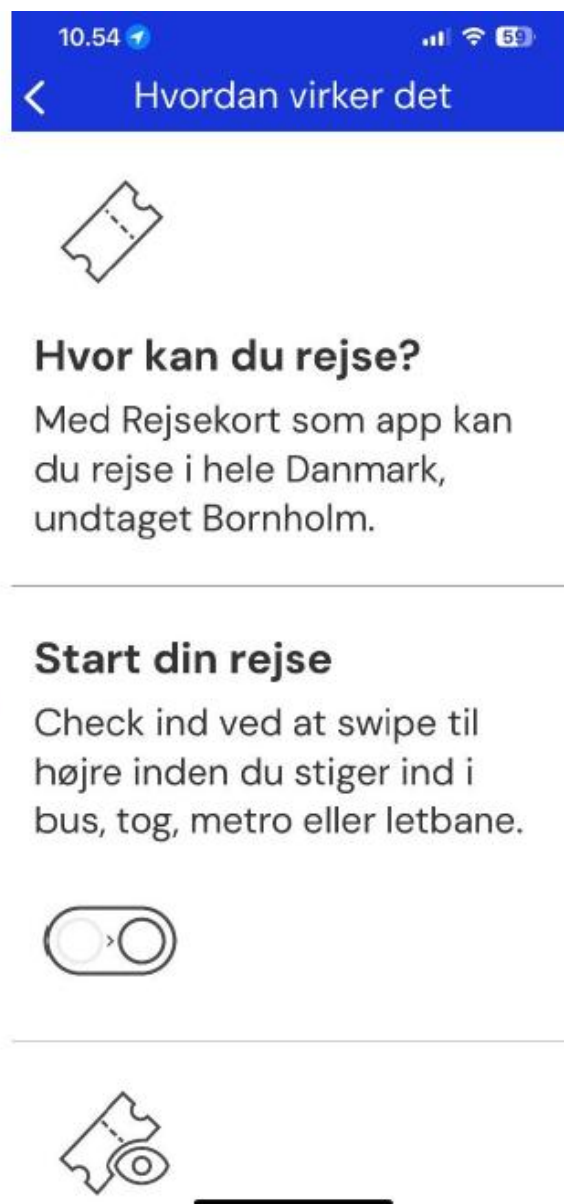 10.54
59
Hvordan virker det
Hvor kan du rejse?
Med Rejsekort som app kan
du rejse i hele Danmark,
undtaget Bornholm.
Start din rejse
Check ind ved at swipe til
højre inden du stiger ind i
bus, tog, metro eller letbane.